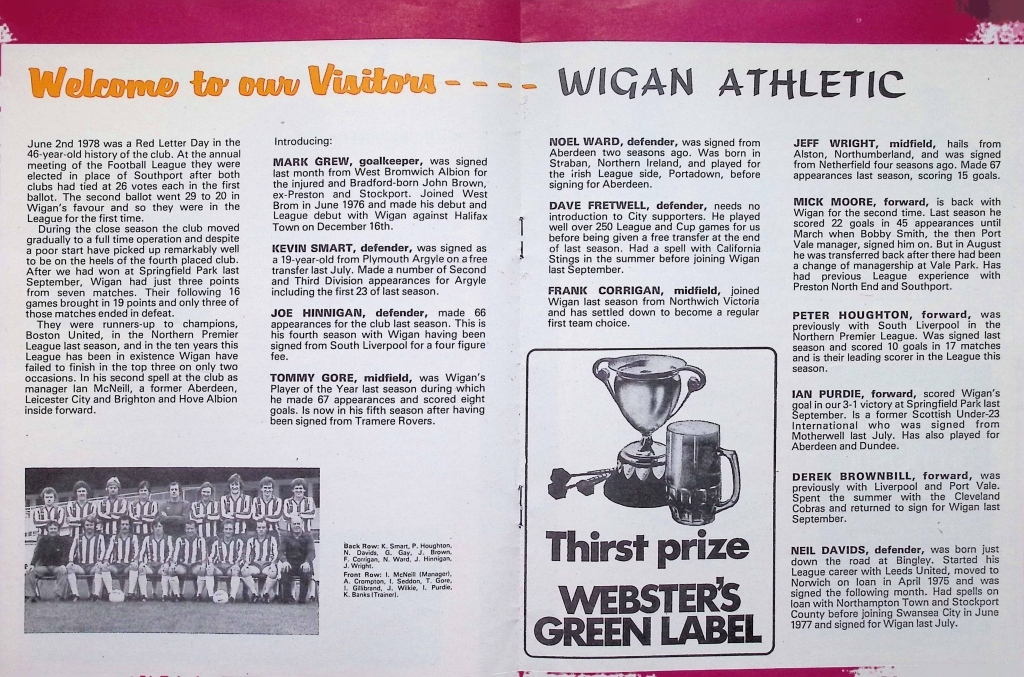 Welcome to our Visitors - - - - WIGAN ATHLETIC
June 2nd 1978 was a Red Letter Day in the
46-year-old history of the club. At the annual
meeting of the Football League they were
elected in place of Southport after both
clubs had tied at 26 votes each in the first
ballot. The second ballot went 29 to 20 in
Wigan's favour and so they were in the
League for the first time.
During the close season the club moved
gradually to a full time operation and despite
a poor start have picked up remarkably well
to be on the heels of the fourth placed club.
After we had won at Springfield Park last
September, Wigan had just three points
from seven matches. Their following 16
games brought in 19 points and only three of
those matches ended in defeat.
They were runners-up to champions,
Boston United, in the Northern Premier
League last season, and in the ten years this
League has been in existence Wigan have
failed to finish in the top three on only two
occasions. In his second spell at the club as
manager Ian McNeill, a former Aberdeen,
Leicester City and Brighton and Hove Albion
inside forward.
Introducing:
MARK GREW, goalkeeper, was signed
last month from West Bromwich Albion for
the injured and Bradford-born John Brown,
ex-Preston and Stockport. Joined West
Brom in June 1976 and made his debut and
League debut with Wigan against Halifax
Town on December 16th.
KEVIN SMART, defender, was signed as
a 19-year-old from Plymouth Argyle on a free
transfer last July. Made a number of Second
and Third Division appearances for Argyle
including the first 23 of last season.
JOE HINNIGAN, defender, made 66
appearances for the club last season. This is
his fourth season with Wigan having been
signed from South Liverpool for a four figure
fee.
TOMMY GORE, midfield, was Wigan's
Player of the Year last season during which
he made 67 appearances and scored eight
goals. Is now in his fifth season after having
been signed from Tramere Rovers.
Back Row: K. Smart, P. Houghton,
N. Davids, G. Gay, J. Brown,
F. Corrigan, N. Ward, J. Hinnigan,
J. Wright.
Front Row: I. McNeill (Manager),
A. Crompton, I. Seddon, T. Gore,
I. Gillibrand, J. Wilkie, I. Purdie,
K. Banks (Trainer).
NOEL WARD, defender, was signed from
Aberdeen two seasons ago. Was born in
Straban, Northern Ireland, and played for
the irish League side, Portadown, before
signing for Aberdeen.
DAVE FRETWELL, defender, needs no
introduction to City supporters. He played
well over 250 League and Cup games for us
before being given a free transfer at the end
of last season. Had a spell with California
Stings in the summer before joining Wigan
last September.
FRANK CORRIGAN, midfield, joined
Wigan last season from Northwich Victoria
and has settled down to become a regular
first team choice.
Thirst prize
WEBSTER'S
GREEN LABEL
JEFF WRIGHT, midfield, hails from
Alston, Northumberland, and was signed
from Netherfield four seasons ago. Made 67
appearances last season, scoring 15 goals.
MICK MOORE, forward, is back with
Wigan for the second time. Last season he
scored 22 goals in 45 appearances until
March when Bobby Smith, the then Port
Vale manager, signed him on. But in August
he was transferred back after there had been
a change of managership at Vale Park. Has
had previous League experience with
Preston North End and Southport.
PETER HOUGHTON, forward, was
previously with South Liverpool in the
Northern Premier League. Was signed last
season and scored 10 goals in 17 matches
and is their leading scorer in the League this
season.
IAN PURDIE, forward, scored Wigan's
goal in our 3-1 victory at Springfield Park last
September. Is a former Scottish Under-23
International who was signed from
Motherwell last July. Has also played for
Aberdeen and Dundee.
DEREK BROWNBILL, forward, was
previously with Liverpool and Port Vale.
Spent the summer with the Cleveland
Cobras and returned to sign for Wigan last
September.
NEIL DAVIDS, defender, was born just
down the road at Bingley. Started his
League career with Leeds United, moved to
Norwich on loan in April 1975 and was
signed the following month. Had spells on
loan with Northampton Town and Stockport
County before joining Swansea City in June
1977 and signed for Wigan last July.